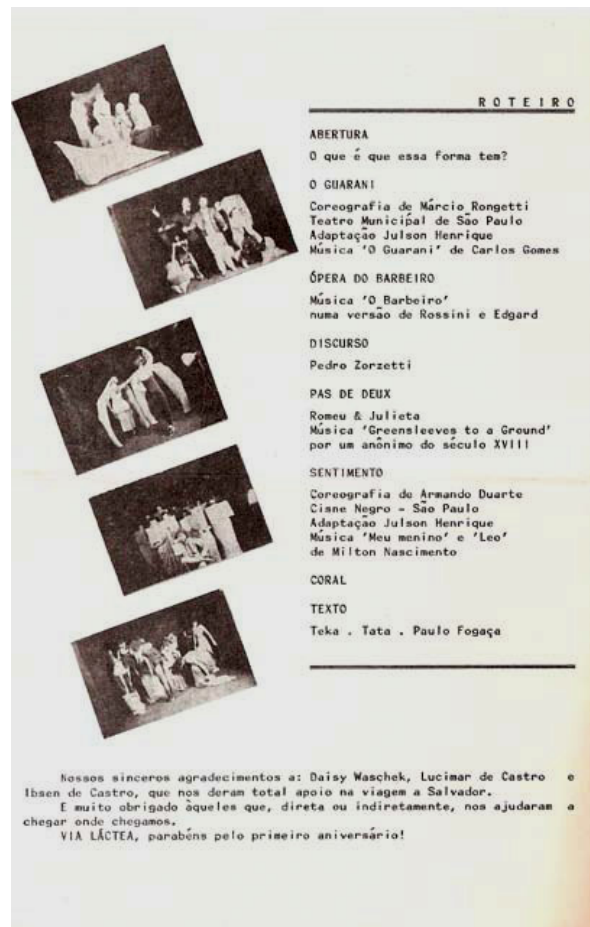 ROTEIRO
ABERTURA
O que é que essa forma tem?
O GUARANI
Coreografia de Márcio Rongetti
Teatro Municipal de São Paulo
Adaptação Julson Henrique
Música 'O Guarani' de Carlos Gomes
ÓPERA DO BARBEIRO
Música 'O Barbeiro'
numa versão de Rossini e Edgard
DISCURSO
Pedro Zorzetti
PAS DE DEUX
Romeu & Julieta
Música 'Greensleeves to a Ground'
por um anônimo do século XVIII
SENTIMENTO
Coreografia de Armando Duarte
Cisne Negro - São Paulo
Adaptação Julson Henrique
Música 'Meu menino' e 'Leo'
de Milton Nascimento
CORAL
TEXTO
Teka . Tata . Paulo Fogaça
Nossos sinceros agradecimentos a: Daisy Waschek, Lucimar de Castro e
Ibsen de Castro, que nos deram total apoio na viagem a Salvador.
E muito obrigado àqueles que, direta ou indiretamente, nos ajudaram a
chegar onde chegamos.
VIA LÁCTEA, parabéns pelo primeiro aniversário!